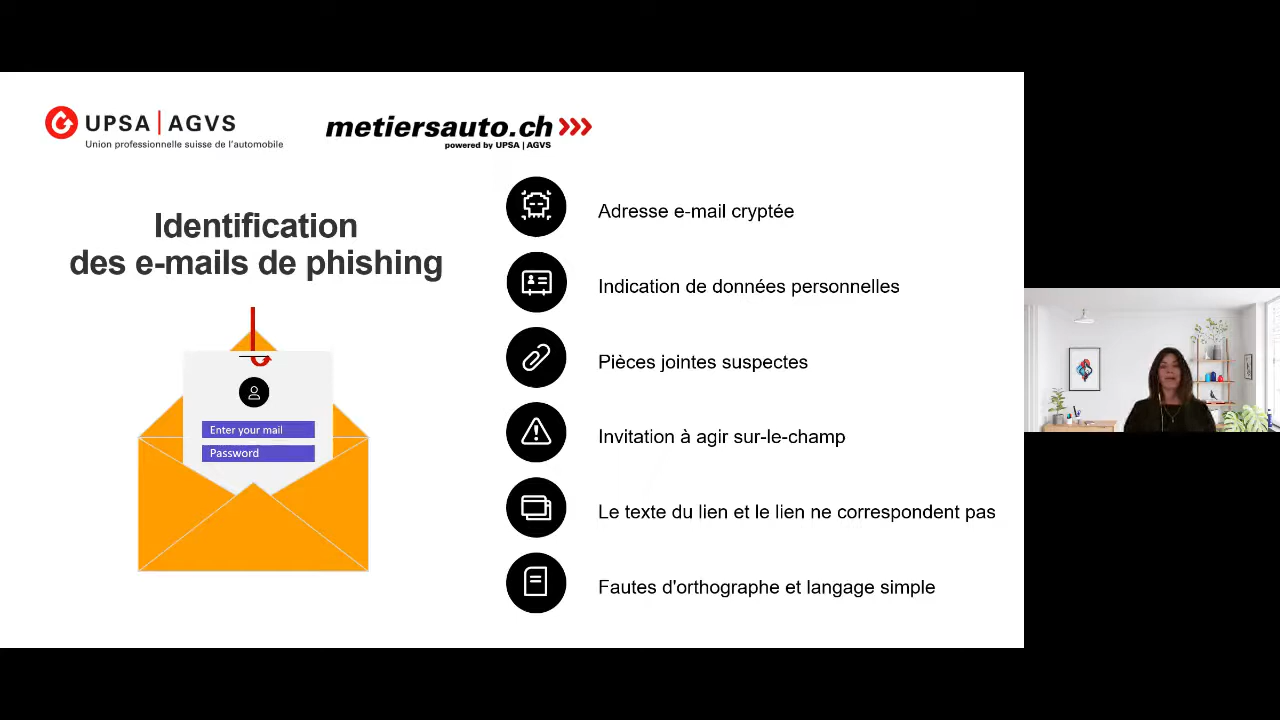 UPSA | AGVS
Union professionnelle suisse de l'automobile
metiersauto.ch
powered by UPSA | AGVS
Identification
des e-mails de phishing
Enter your mail
Password
Adresse e-mail cryptée
Indication de données personnelles
Pièces jointes suspectes
Invitation à agir sur-le-champ
Le texte du lien et le lien ne correspondent pas
Fautes d'orthographe et langage simple